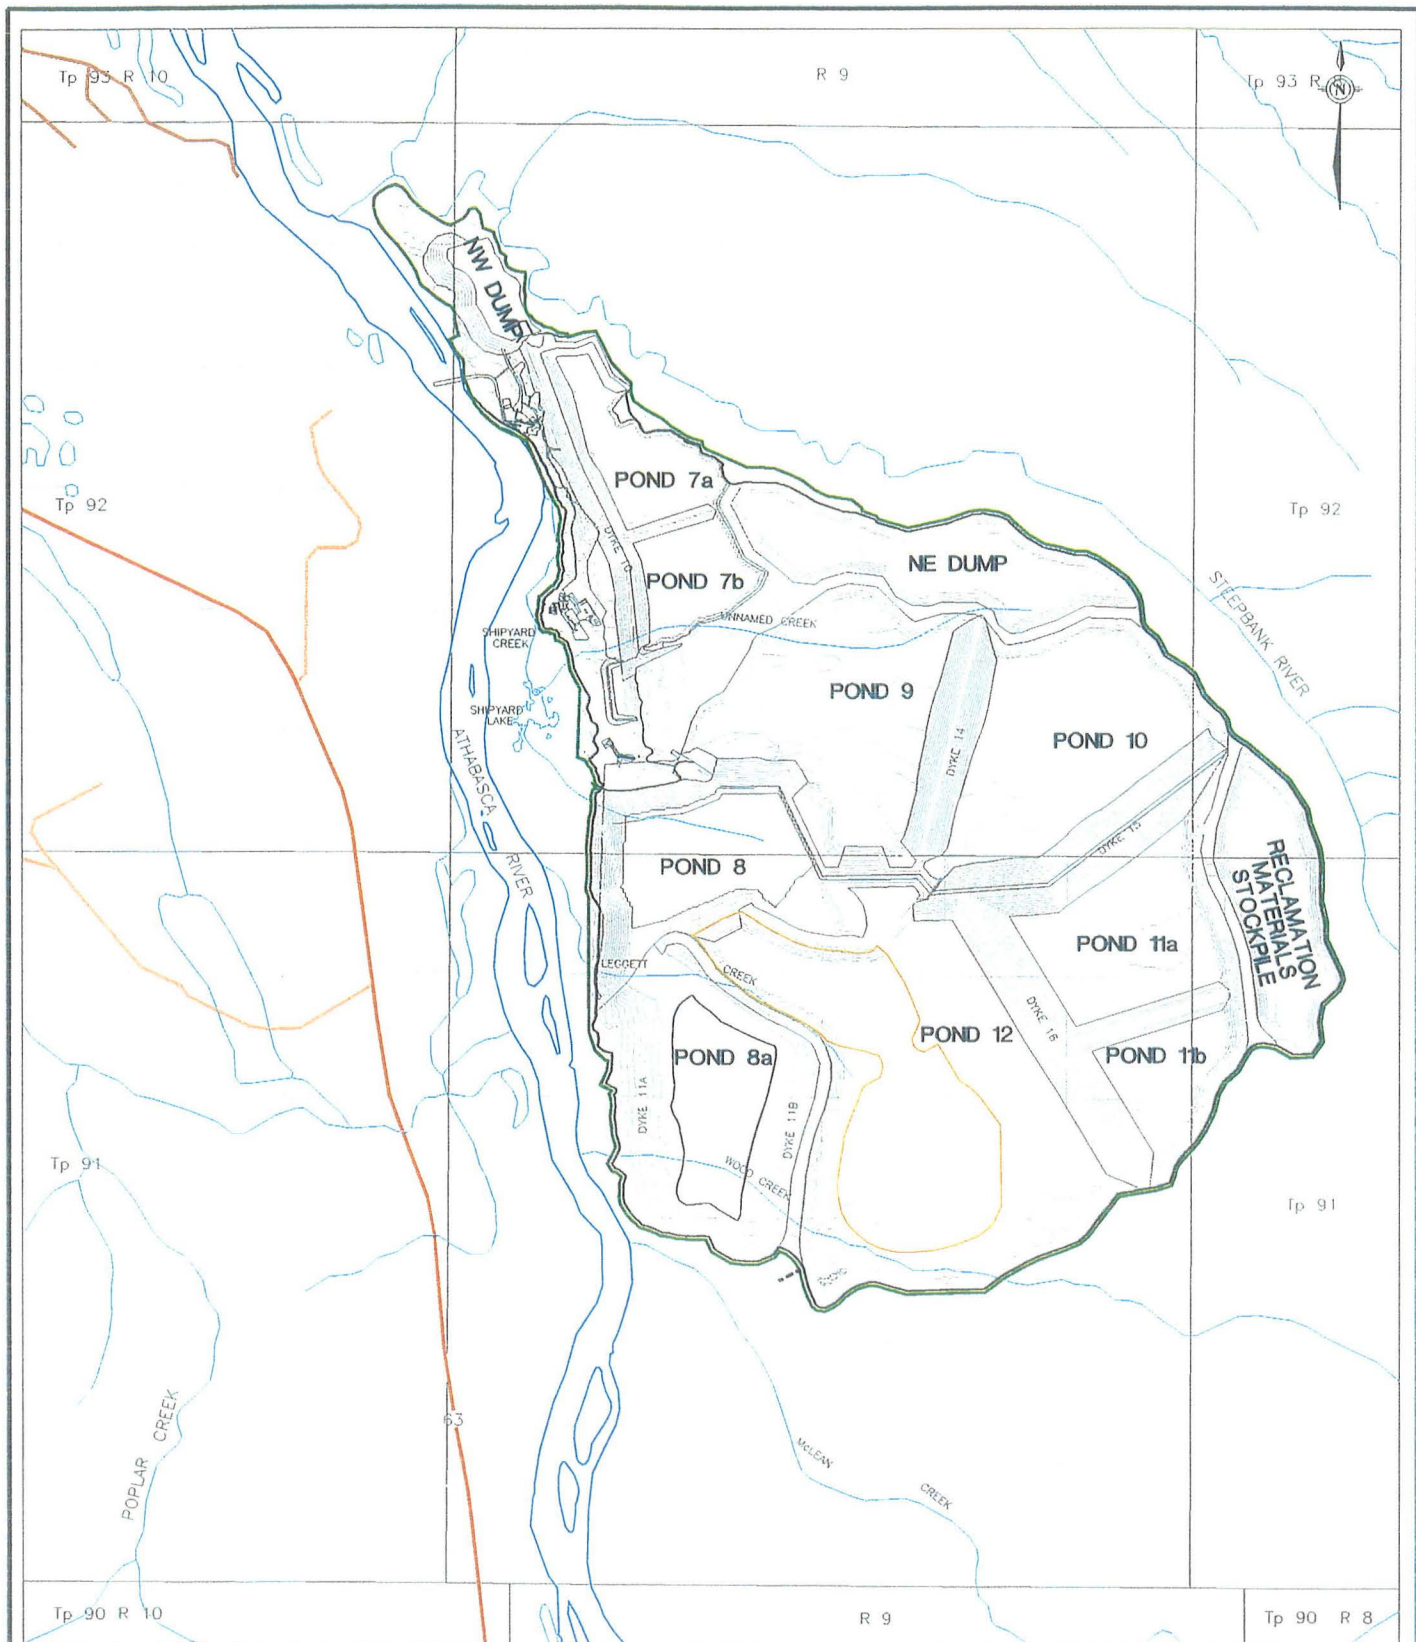 Tp 93 R 10
R 9
Tp 93 R
N
NW DUMP
POND 7a
Tp 92
Tp 92
DYKE 10
NE DUMP
POND 7b
STEEPBANK RIVER
UNNAMED CREEK
SHIPYARD
CREEK
POND 9
SHIPYARD
LAKE
ATHABASCA RIVER
DYKE 14
POND 10
DYKE 15
POND 8
RECLAMATION
MATERIALS
STOCKPILE
POND 11a
LEGGETT CREEK
DYKE 16
POND 12
POND 8a
POND 11b
DYKE 11A
DYKE 11B
WOOD CREEK
Tp 91
Tp 91
POPLAR CREEK
63
McLEAN CREEK
Tp 90 R 10
R 9
Tp 90 R 8